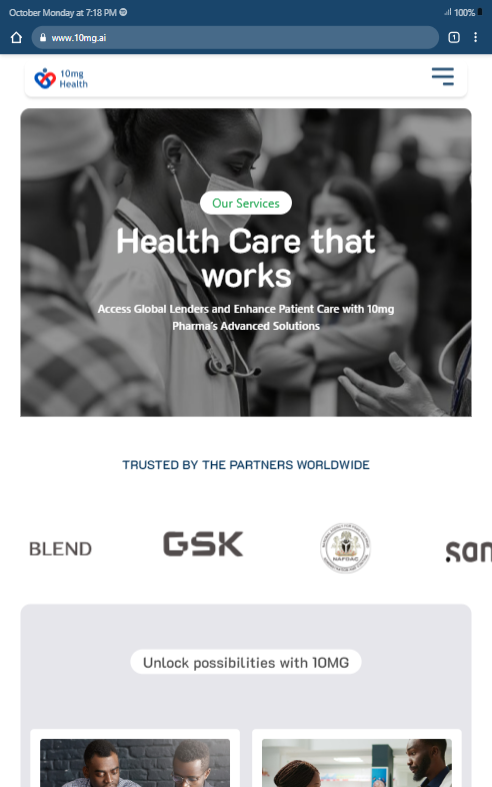 October Monday at 7:18 PM
100%
www.10mg.ai
1
10mg
Health
Our Services
Health Care that
works
Access Global Lenders and Enhance Patient Care with 10mg
Pharma's Advanced Solutions
TRUSTED BY THE PARTNERS WORLDWIDE
BLEND
GSK
NAFDAC
san
Unlock possibilities with 10MG